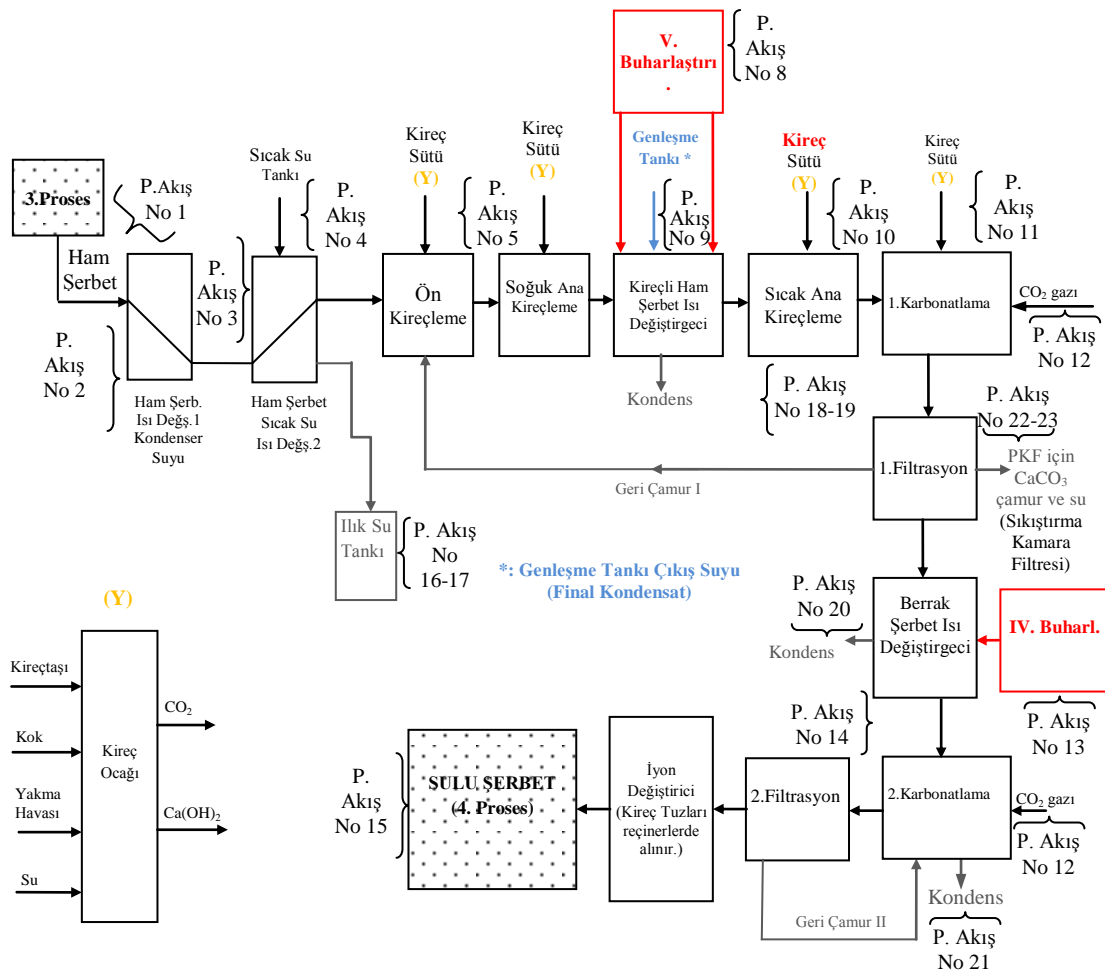 V.
Buharlaştırı
.
P.
Akış
No 8
3.Proses
P.Akış
No 1
Sıcak Su
Tankı
P.
Akış
No 4
Kireç
Sütü
(Y)
P.
Akış
No 5
Kireç
Sütü
(Y)
Genleşme
Tankı *
P.
Akış
No 9
Kireç
Sütü
(Y)
P.
Akış
No 10
Kireç
Sütü
(Y)
P.
Akış
No 11
Ham
Şerbet
P.
Akış
No 3
Ön
Kireçleme
Soğuk Ana
Kireçleme
Kireçli Ham
Şerbet Isı
Değiştirgeci
Sıcak Ana
Kireçleme
1.Karbonatlama
CO₂ gazı
P. Akış
No 12
P.
Akış
No 2
Ham Şerb.
Isı Değş.1
Kondenser
Suyu
Ham Şerbet
Sıcak Su
Isı Değş.2
Kondens
P. Akış
No 18-19
P. Akış
No 22-23
1.Filtrasyon
PKF için
CaCO₃
çamur ve su
(Sıkıştırma
Kamara
Filtresi)
Geri Çamur I
Ilık Su
Tankı
P. Akış
No
16-17
*: Genleşme Tankı Çıkış Suyu
(Final Kondensat)
P. Akış
No 20
Kondens
Berrak
Şerbet Isı
Değiştirgeci
IV. Buharl.
P. Akış
No 13
P. Akış
No 14
(Y)
Kireçtaşı
Kok
Yakma
Havası
Su
Kireç
Ocağı
CO₂
Ca(OH)₂
P.
Akış
No 15
SULU ŞERBET
(4. Proses)
İyon
Değiştirici
(Kireç Tuzları
reçinerlerde
alınır.)
2.Filtrasyon
2.Karbonatlama
CO₂ gazı
P. Akış
No 12
Geri Çamur II
Kondens
P. Akış
No 21